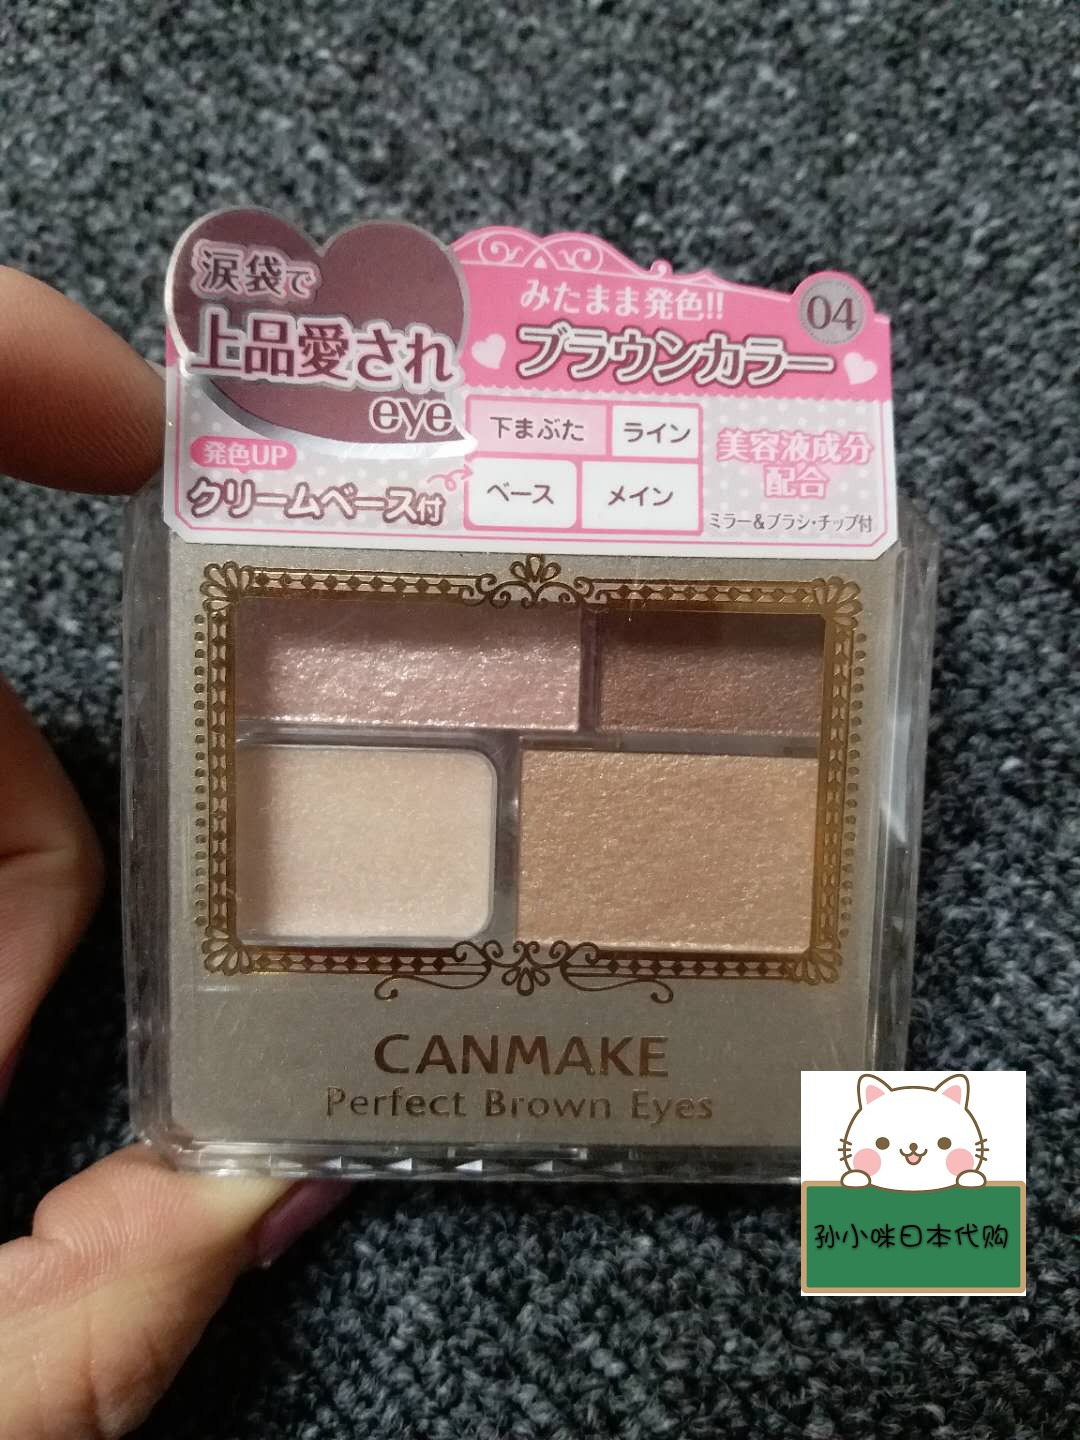 涙袋で
上品愛され
eye
発色UP
クリームベース付
みたまま発色!!
ブラウンカラー
04
下まぶた
ライン
ベース
メイン
美容液成分
配合
ミラー&ブラシ・チップ付
CANMAKE
Perfect Brown Eyes
孙小咪日本代购